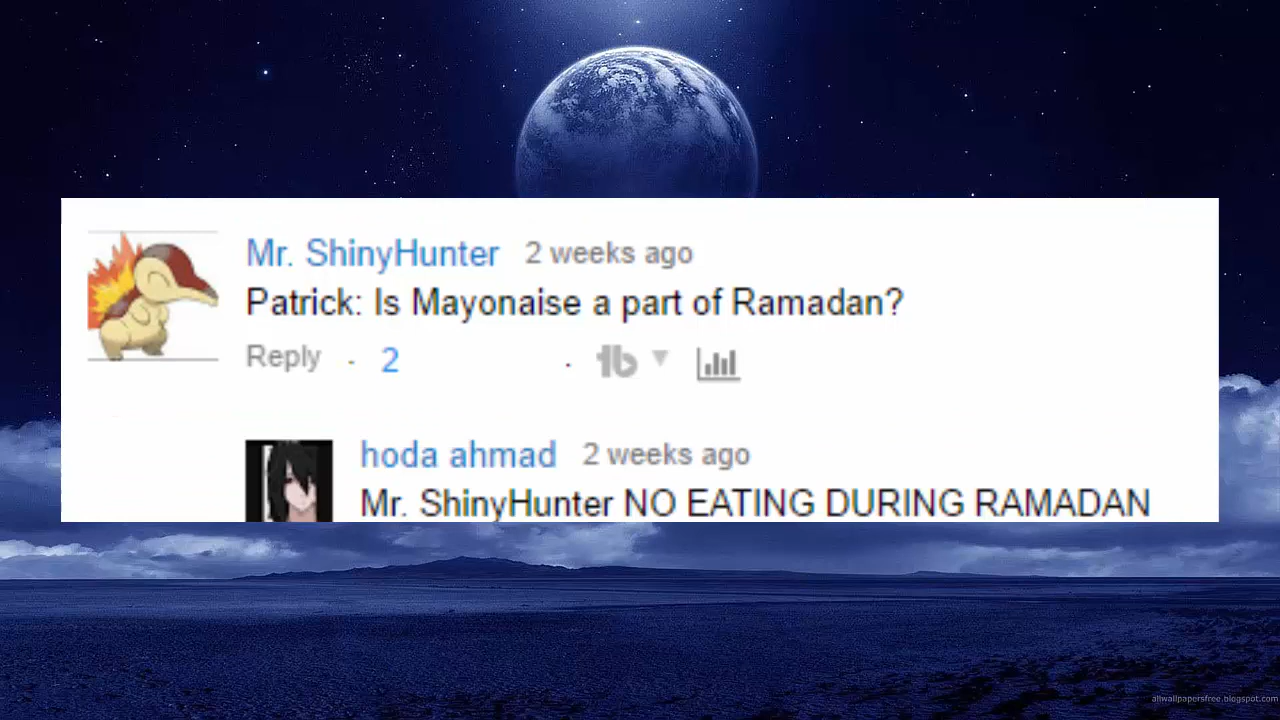 Mr. ShinyHunter 2 weeks ago
Patrick: Is Mayonaise a part of Ramadan?
Reply · 2 ·
hoda ahmad 2 weeks ago
Mr. ShinyHunter NO EATING DURING RAMADAN
allwallpapersfree.blogspot.com